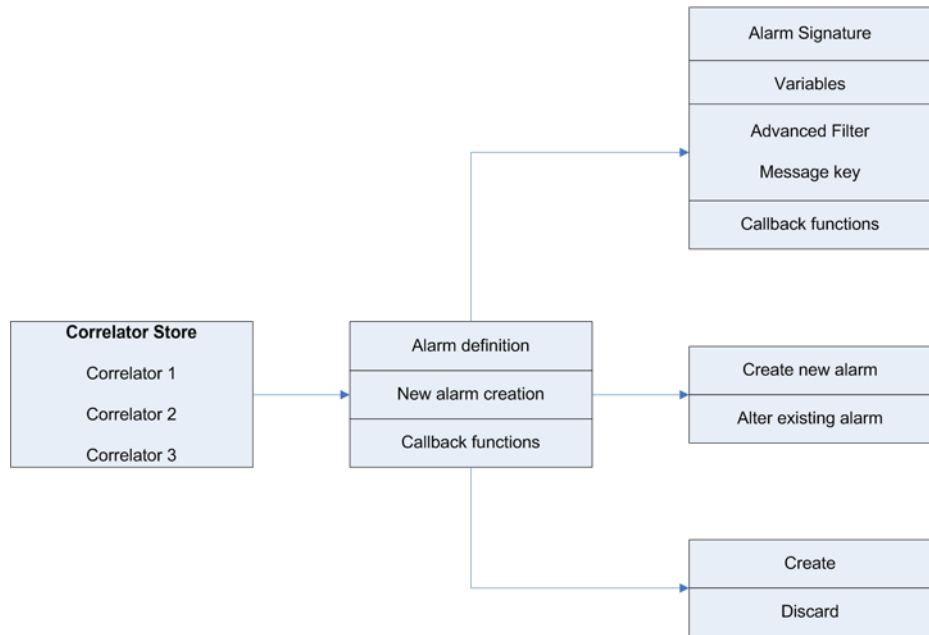 Alarm Signature
Variables
Advanced Filter
Message key
Callback functions
Correlator Store
Correlator 1
Correlator 2
Correlator 3
Alarm definition
New alarm creation
Callback functions
Create new alarm
Alter existing alarm
Create
Discard